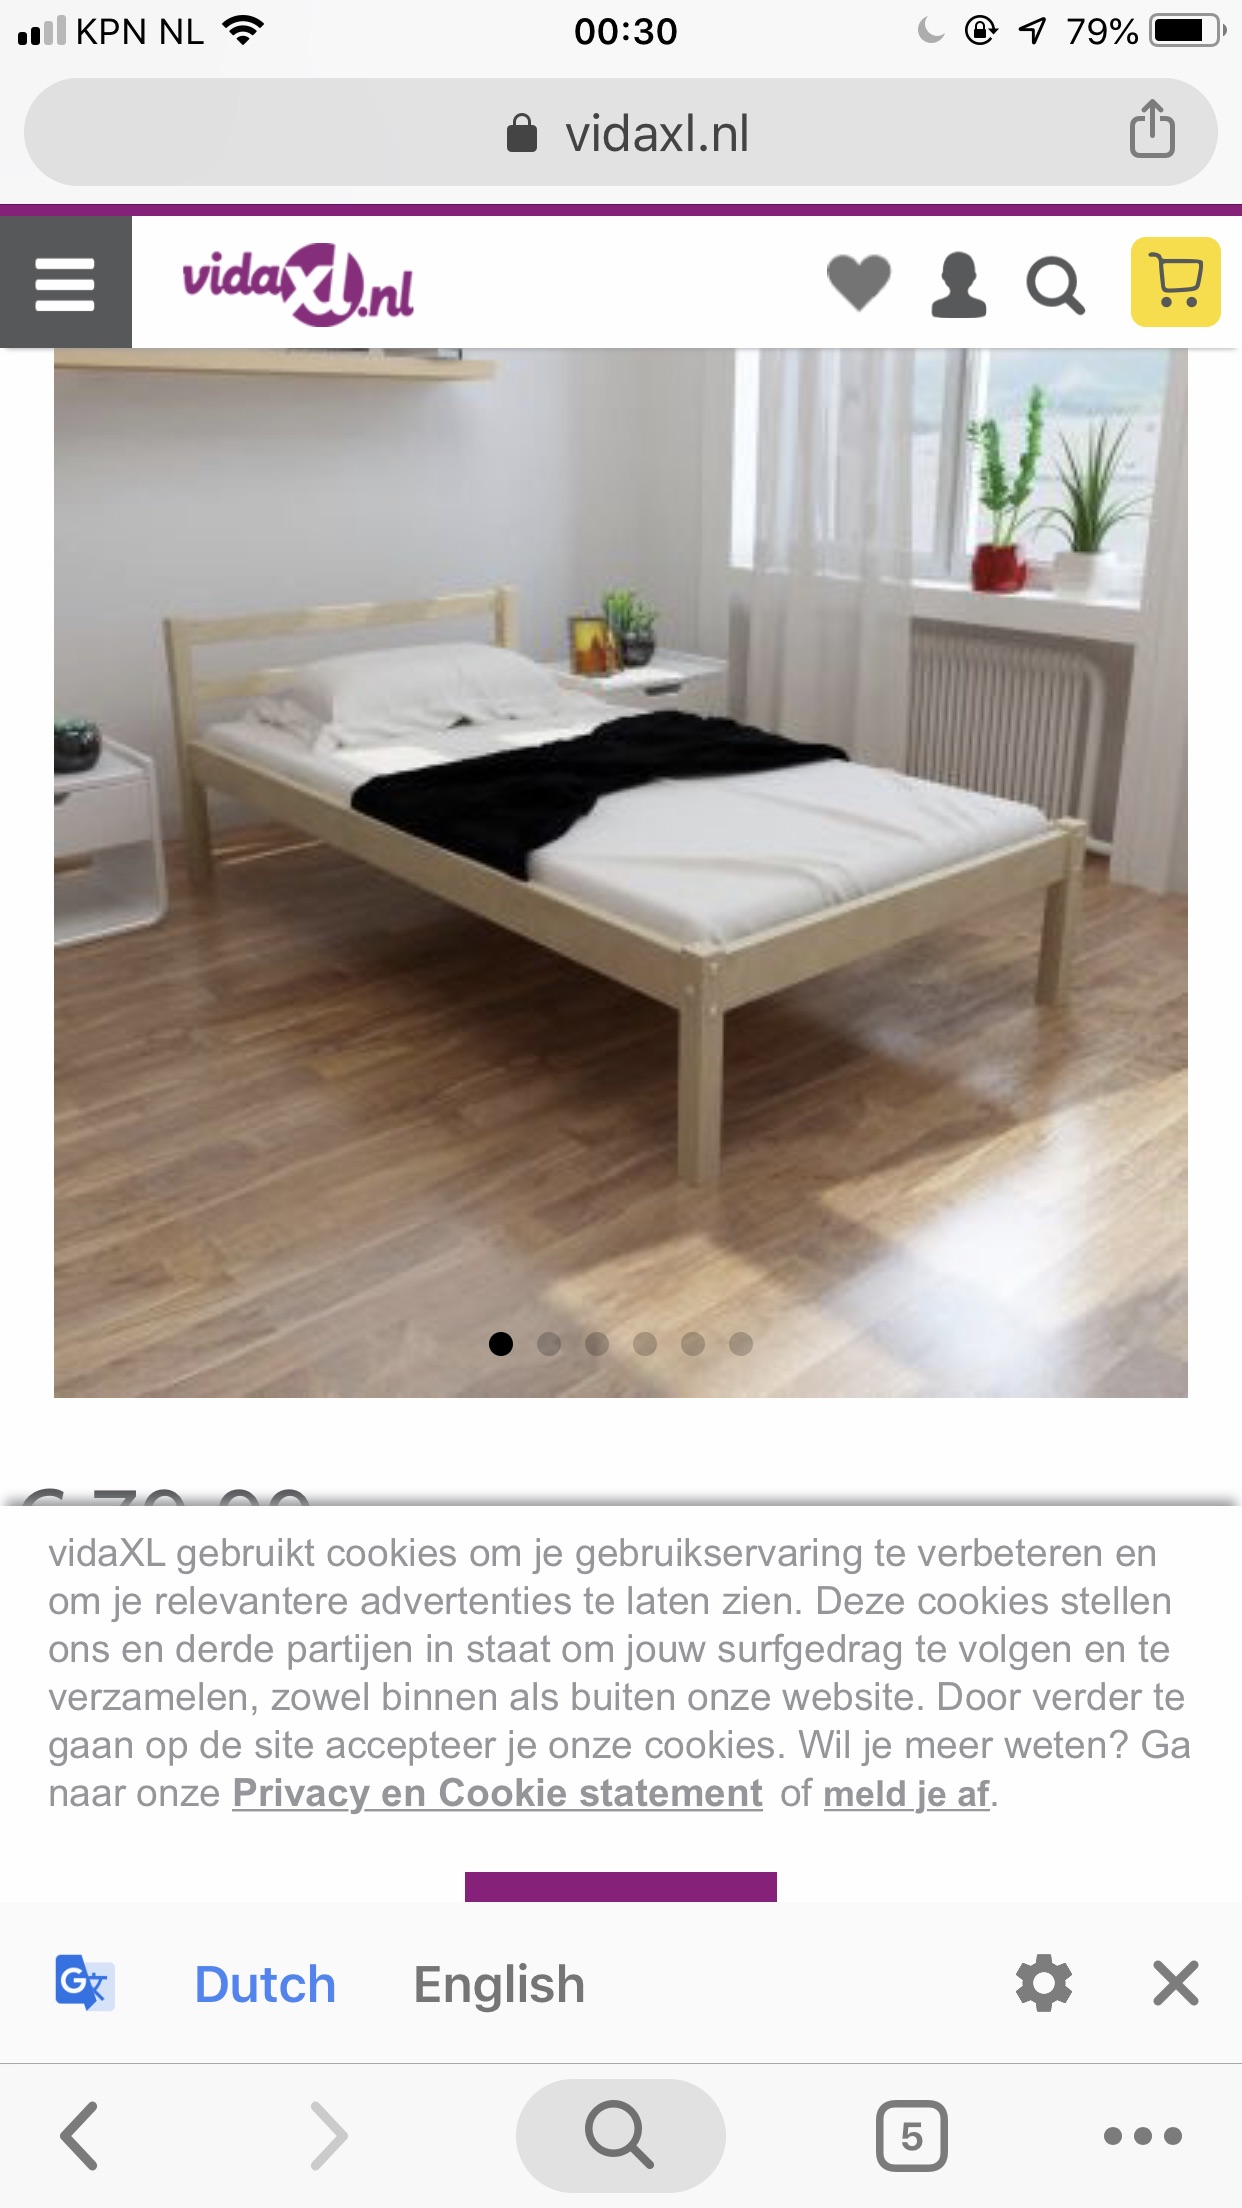 KPN NL 00:30 79%
vidaxl.nl
vidaXL.nl
vidaXL gebruikt cookies om je gebruikservaring te verbeteren en
om je relevantere advertenties te laten zien. Deze cookies stellen
ons en derde partijen in staat om jouw surfgedrag te volgen en te
verzamelen, zowel binnen als buiten onze website. Door verder te
gaan op de site accepteer je onze cookies. Wil je meer weten? Ga
naar onze Privacy en Cookie statement of meld je af.
Dutch English
5